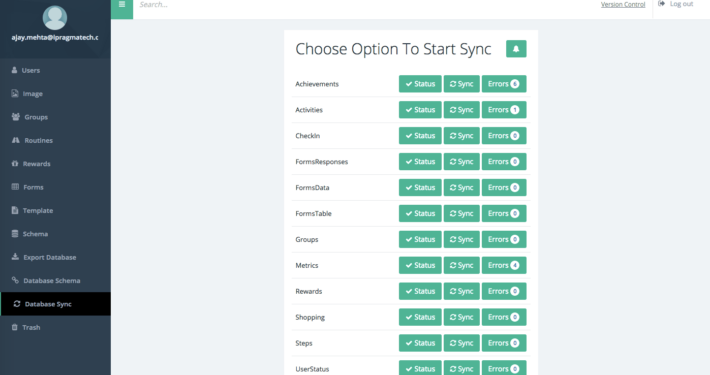 Search...
Version Control
Log out
ajay.mehta@lpragmatech.c
Users
Image
Groups
Routines
Rewards
Forms
Template
Schema
Export Database
Database Schema
Database Sync
Trash
Choose Option To Start Sync
Achievements Status Sync Errors 6
Activities Status Sync Errors 1
CheckIn Status Sync Errors 0
FormsResponses Status Sync Errors 0
FormsData Status Sync Errors 0
FormsTable Status Sync Errors 0
Groups Status Sync Errors 0
Metrics Status Sync Errors 4
Rewards Status Sync Errors 0
Shopping Status Sync Errors 0
Steps Status Sync Errors 0
UserStatus Status Sync Errors 0